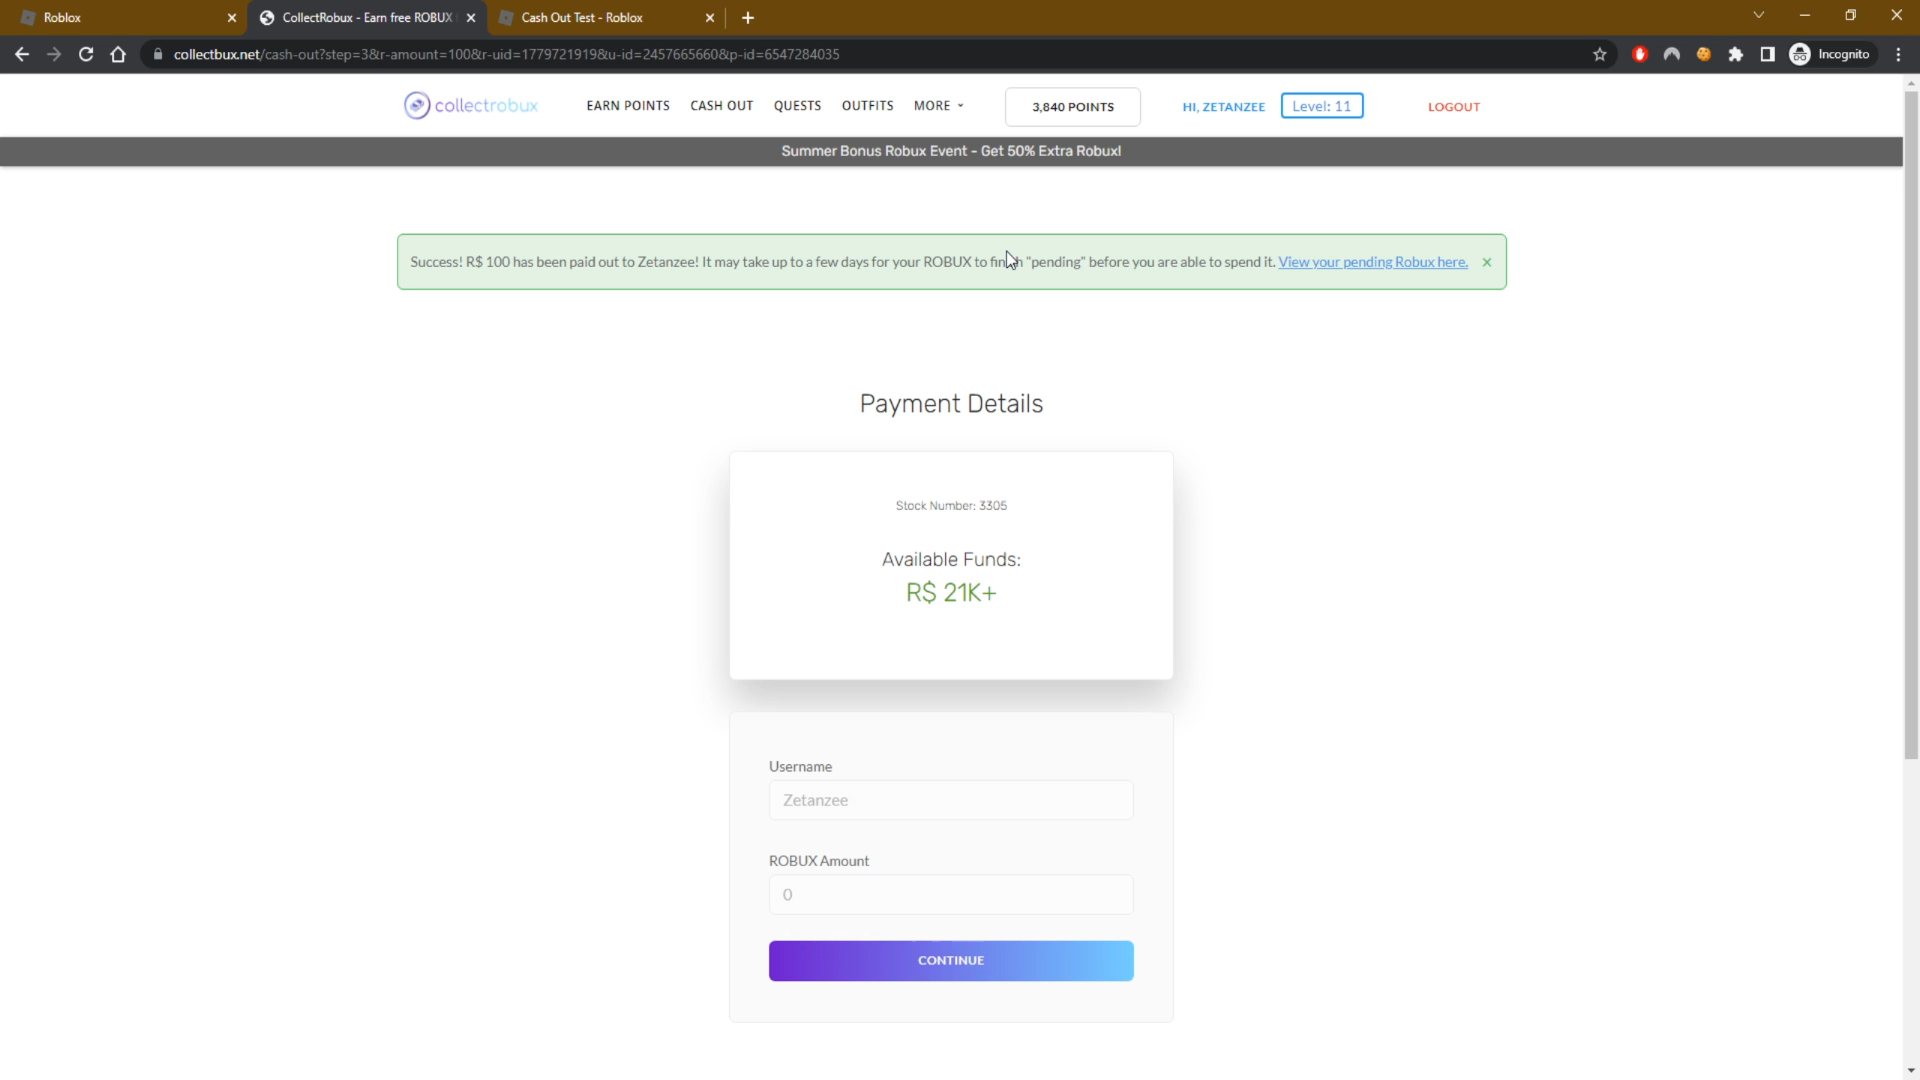 Roblox
CollectRobux - Earn free ROBUX
Cash Out Test - Roblox
collectbux.net/cash-out?step=3&r-amount=100&r-uid=1779721919&u-id=2457665660&p-id=6547284035
Incognito
collectrobux
EARN POINTS
CASH OUT
QUESTS
OUTFITS
MORE
3,840 POINTS
HI, ZETANZEE
Level: 11
LOGOUT
Summer Bonus Robux Event - Get 50% Extra Robux!
Success! R$ 100 has been paid out to Zetanzee! It may take up to a few days for your ROBUX to finish "pending" before you are able to spend it. View your pending Robux here.
Payment Details
Stock Number: 3305
Available Funds:
R$ 21K+
Username
Zetanzee
ROBUX Amount
0
CONTINUE